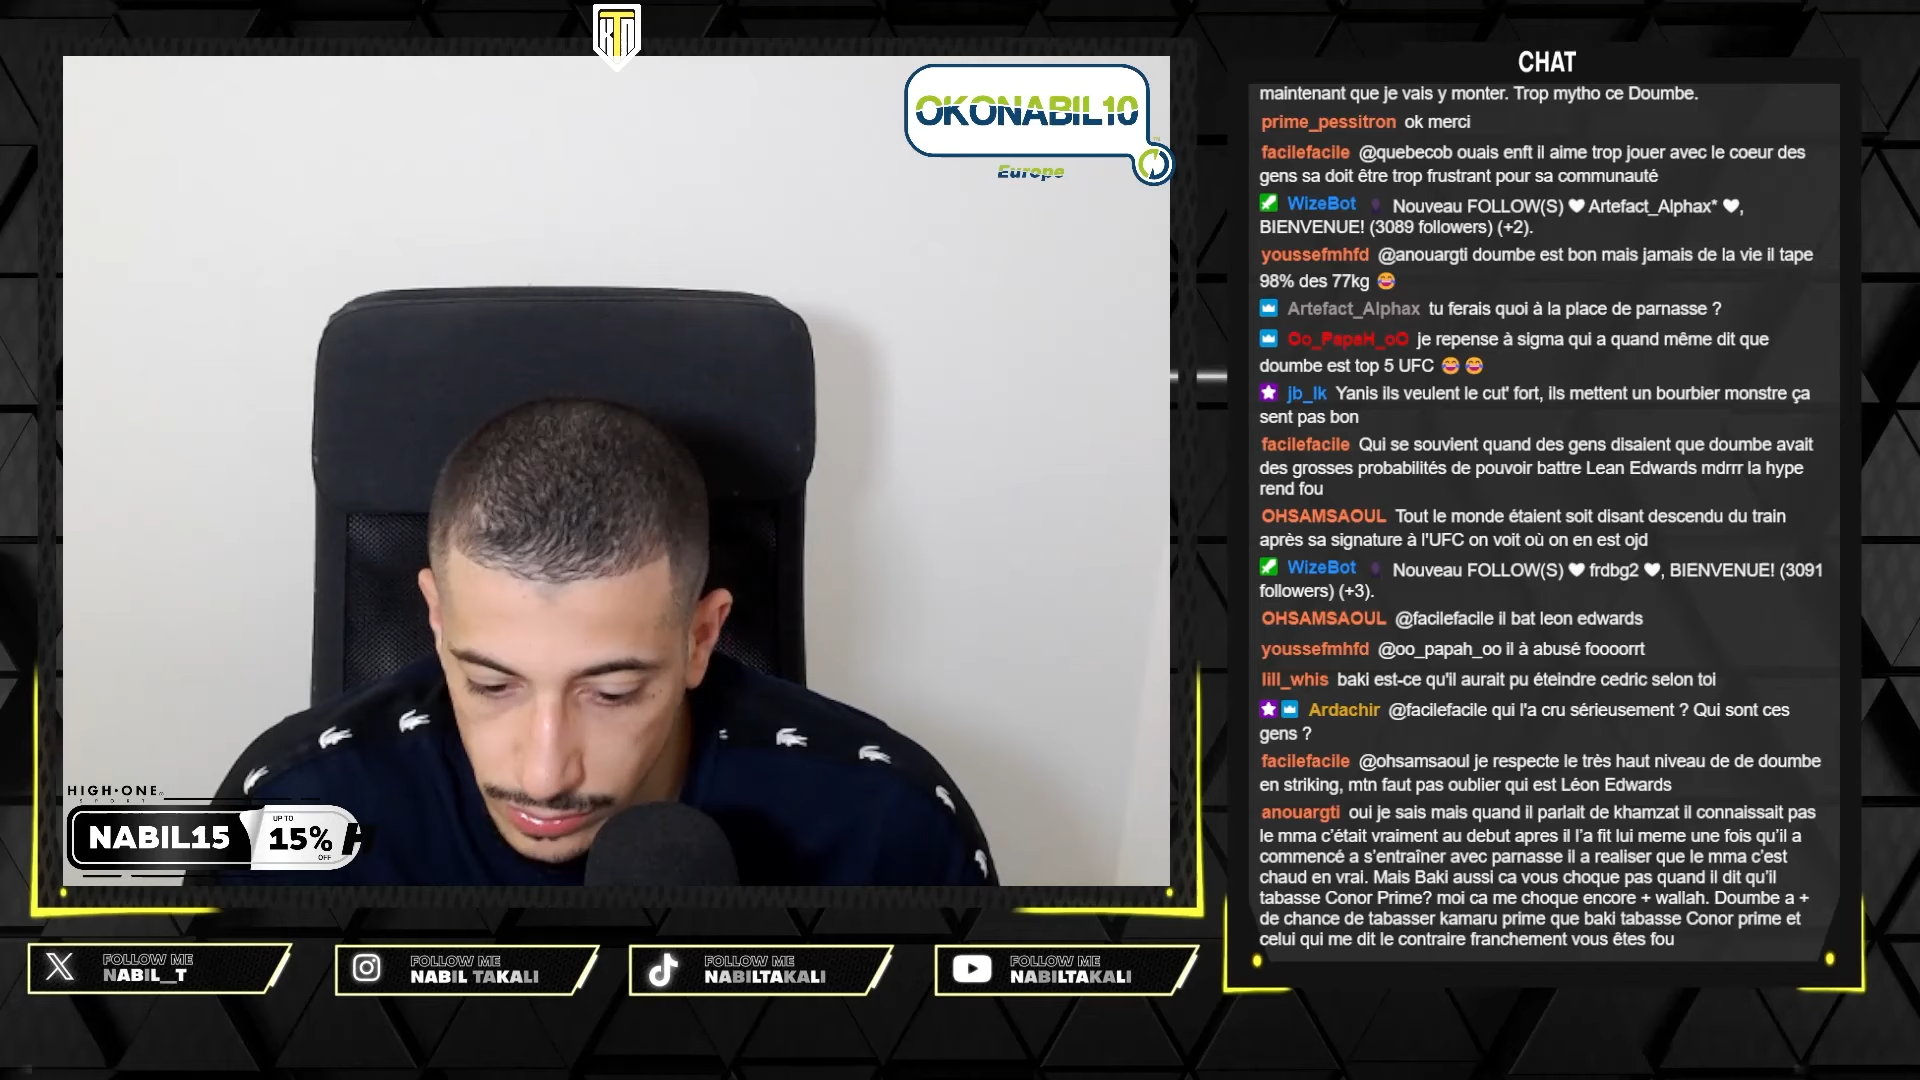 KTN
OKONABIL10
Europe
HIGH·ONE
SPORT
NABIL15
UP TO
15%
OFF
FOLLOW ME
NABIL__T
FOLLOW ME
NABIL TAKALI
FOLLOW ME
NABILTAKALI
FOLLOW ME
NABILTAKALI
CHAT
maintenant que je vais y monter. Trop mytho ce Doumbe.
prime_pessitron ok merci
facilefacile @quebecob ouais enft il aime trop jouer avec le coeur des
gens sa doit être trop frustrant pour sa communauté
WizeBot Nouveau FOLLOW(S) ♥ Artefact_Alphax* ♥,
BIENVENUE! (3089 followers) (+2).
youssefmhfd @anouargti doumbe est bon mais jamais de la vie il tape
98% des 77kg 😂
Artefact_Alphax tu ferais quoi à la place de parnasse ?
Oo_PapaH_oO je repense à sigma qui a quand même dit que
doumbe est top 5 UFC 😂 😂
jb_lk Yanis ils veulent le cut' fort, ils mettent un bourbier monstre ça
sent pas bon
facilefacile Qui se souvient quand des gens disaient que doumbe avait
des grosses probabilités de pouvoir battre Lean Edwards mdrrr la hype
rend fou
OHSAMSAOUL Tout le monde étaient soit disant descendu du train
après sa signature à l'UFC on voit où on en est ojd
WizeBot Nouveau FOLLOW(S) ♥ frdbg2 ♥, BIENVENUE! (3091
followers) (+3).
OHSAMSAOUL @facilefacile il bat leon edwards
youssefmhfd @oo_papah_oo il à abusé foooorrt
lill_whis baki est-ce qu'il aurait pu éteindre cedric selon toi
Ardachir @facilefacile qui l'a cru sérieusement ? Qui sont ces
gens ?
facilefacile @ohsamsaoul je respecte le très haut niveau de de doumbe
en striking, mtn faut pas oublier qui est Léon Edwards
anouargti oui je sais mais quand il parlait de khamzat il connaissait pas
le mma c'était vraiment au debut apres il l'a fit lui meme une fois qu'il a
commencé a s'entraîner avec parnasse il a realiser que le mma c'est
chaud en vrai. Mais Baki aussi ca vous choque pas quand il dit qu'il
tabasse Conor Prime? moi ca me choque encore + wallah. Doumbe a +
de chance de tabasser kamaru prime que baki tabasse Conor prime et
celui qui me dit le contraire franchement vous êtes fou